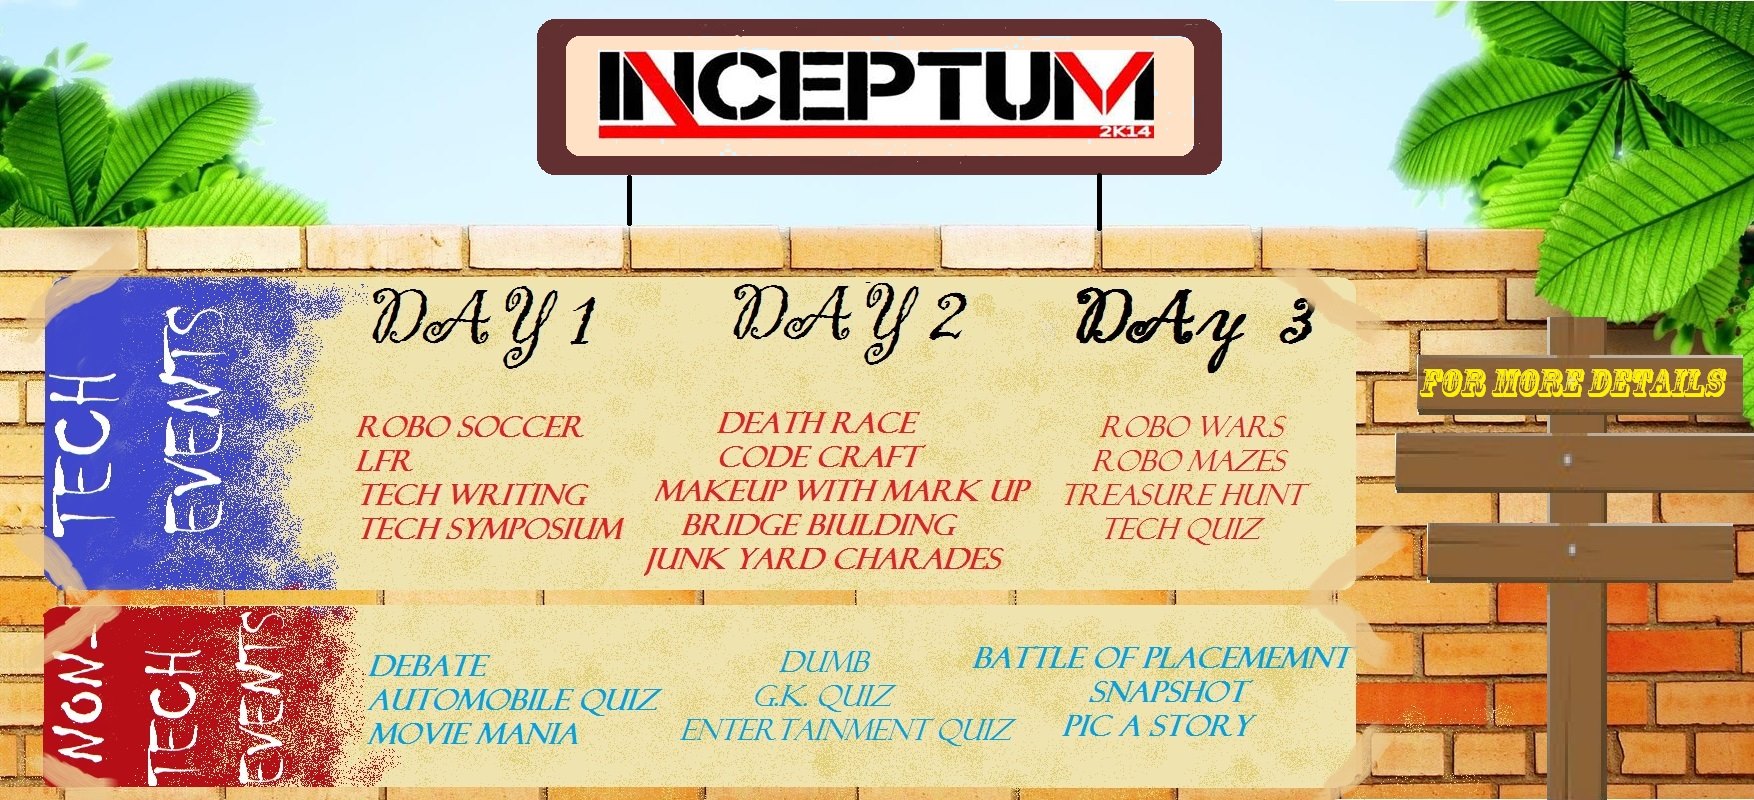 INCEPTUM
2K14
TECH
EVENTS
DAY 1
ROBO SOCCER
LFR
TECH WRITING
TECH SYMPOSIUM
DAY 2
DEATH RACE
CODE CRAFT
MAKEUP WITH MARK UP
BRIDGE BIULDING
JUNK YARD CHARADES
DAy 3
ROBO WARS
ROBO MAZES
TREASURE HUNT
TECH QUIZ
FOR MORE DETAILS
NON-
TECH
EVENTS
DEBATE
AUTOMOBILE QUIZ
MOVIE MANIA
DUMB
G.K. QUIZ
ENTERTAINMENT QUIZ
BATTLE OF PLACEMEMNT
SNAPSHOT
PIC A STORY